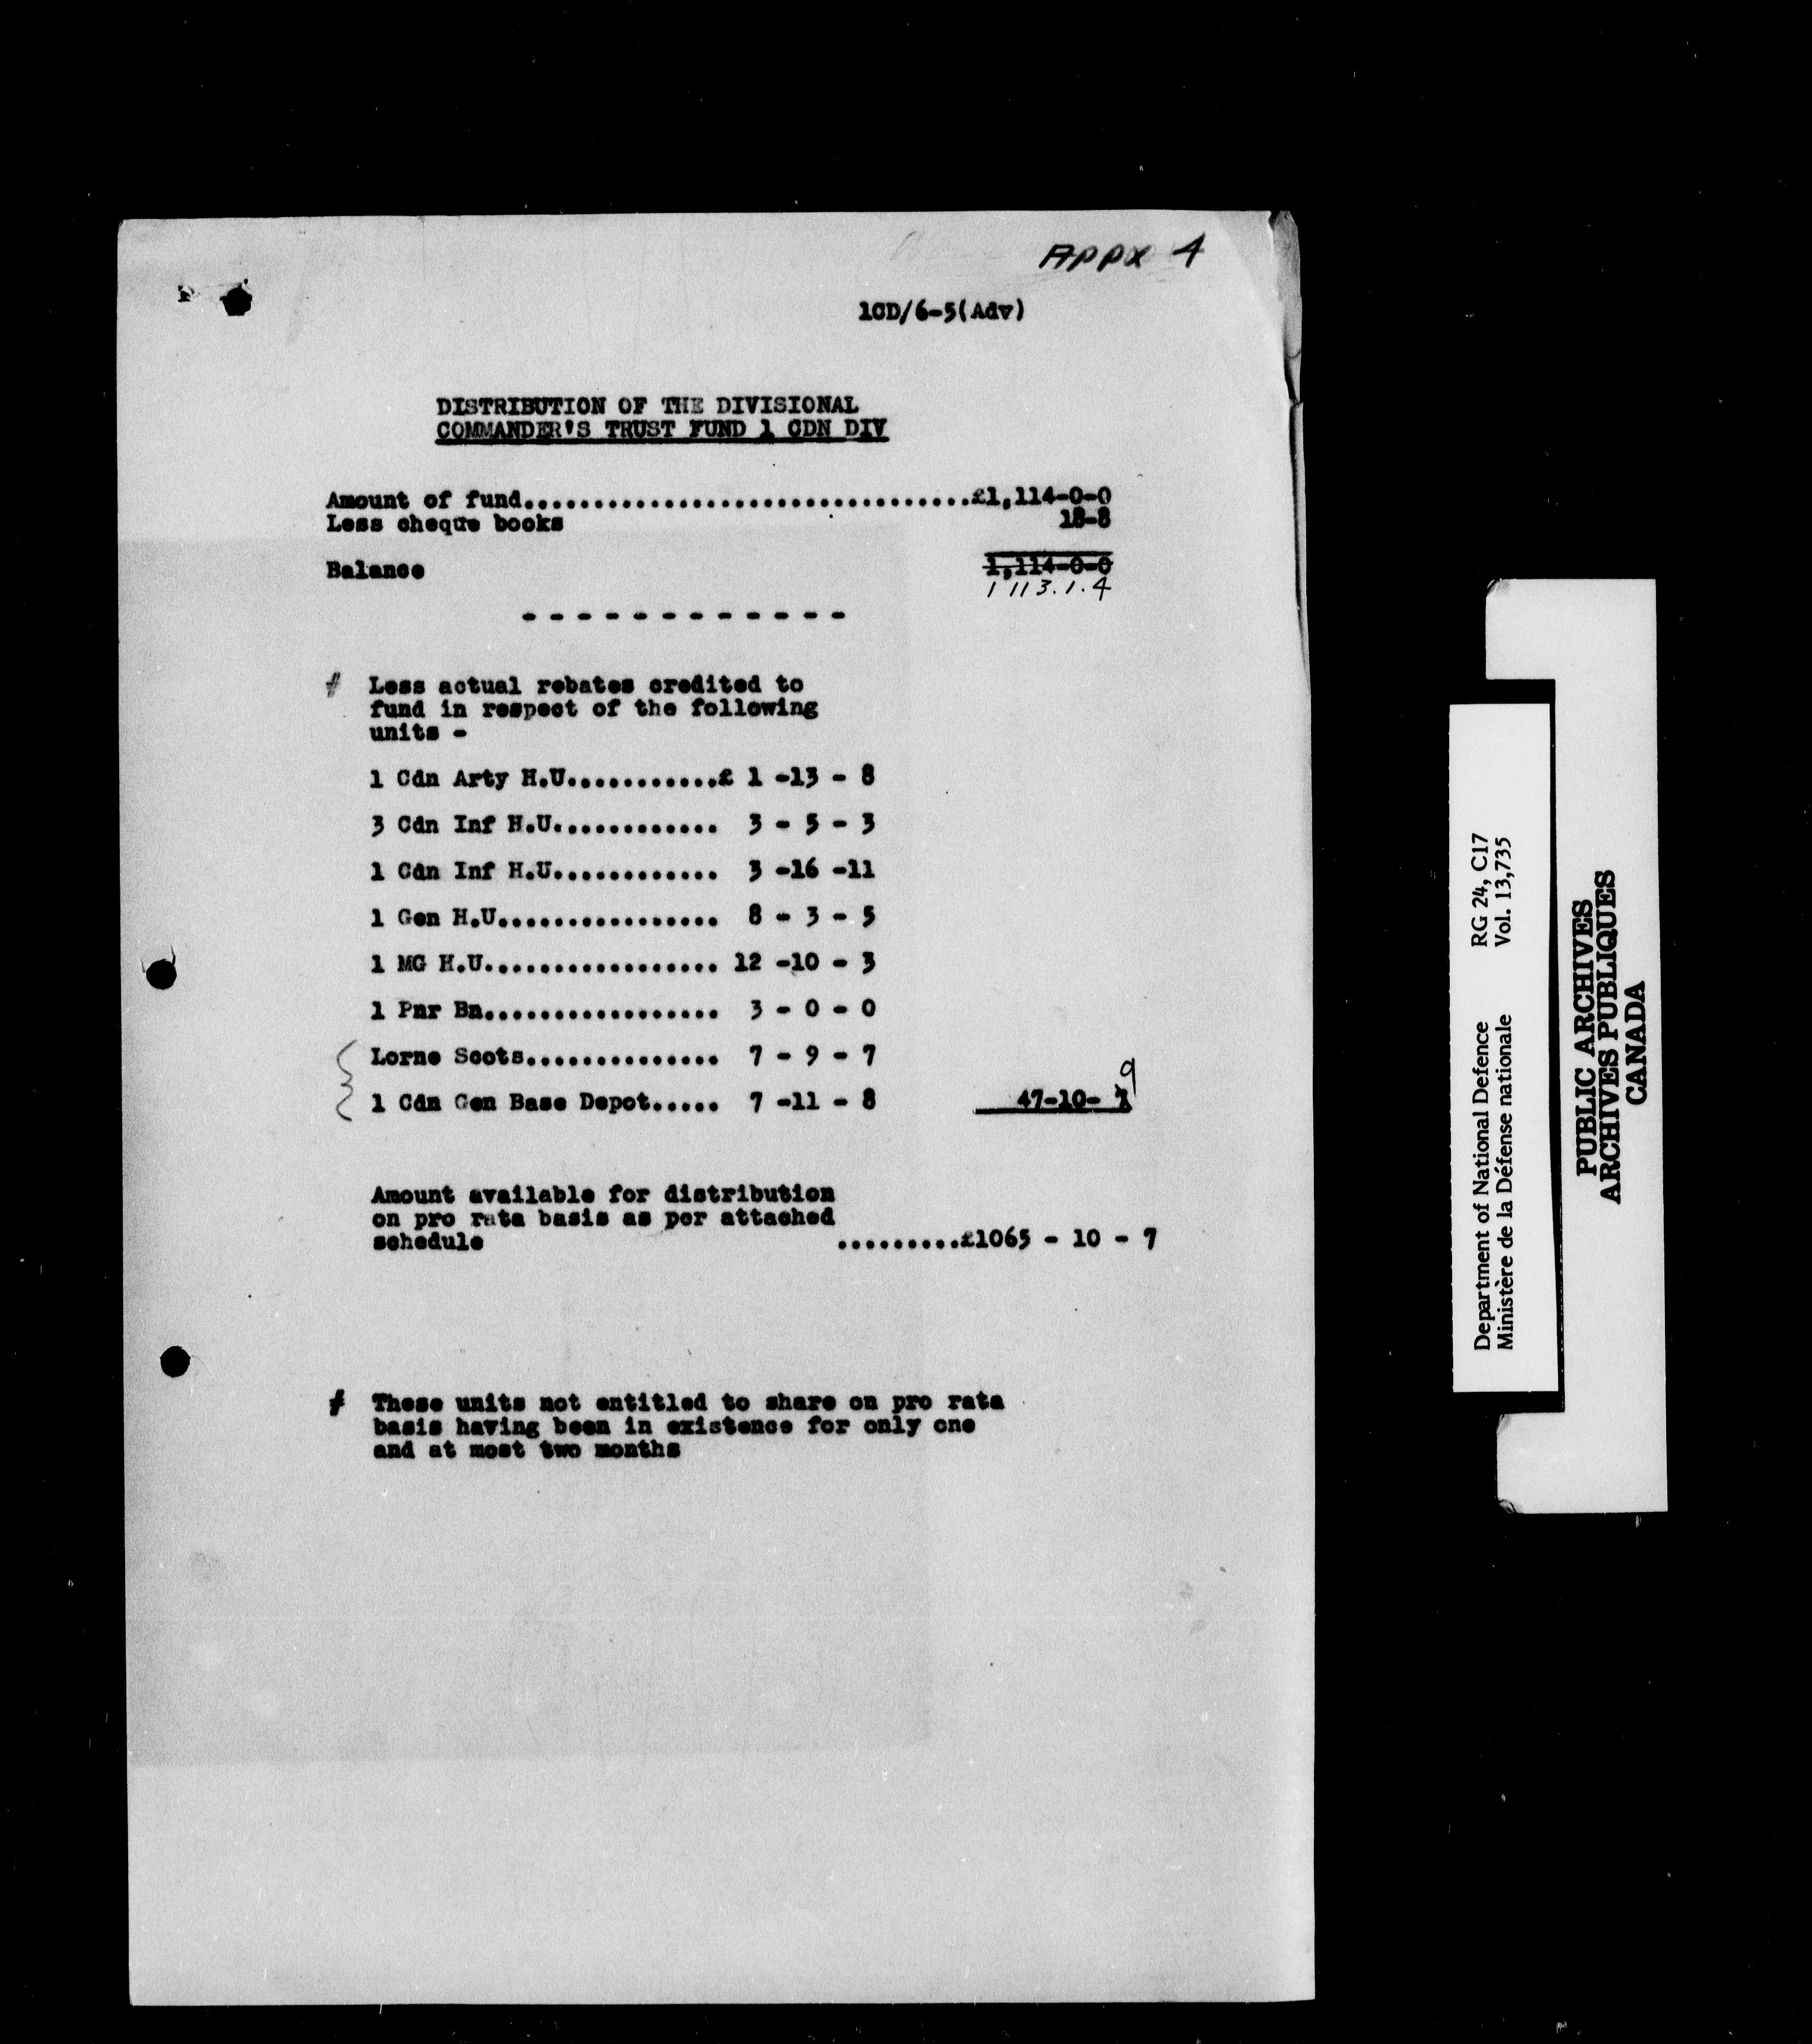 APPX 4
1CD/6-5(Adv)
DISTRIBUTION OF THE DIVISIONAL
COMMANDER'S TRUST FUND 1 CDN DIV
Amount of fund................................£1,114-0-0
Less cheque books 18-8
Balance 1,114-0-0
1113.1.4
- - - - - - - - - - - -
≠ Less actual rebates credited to
fund in respect of the following
units -
1 Cdn Arty H.U...........£ 1 -13 - 8
3 Cdn Inf H.U............ 3 - 5 - 3
1 Cdn Inf H.U............ 3 -16 -11
1 Gen H.U................ 8 - 3 - 5
1 MG H.U................. 12 -10 - 3
1 Pnr Bn................. 3 - 0 - 0
Lorne Scots.............. 7 - 9 - 7
1 Cdn Gen Base Depot..... 7 -11 - 8 47-10- 9
Amount available for distribution
on pro rata basis as per attached
schedule .........£1065 - 10 - 7
≠ These units not entitled to share on pro rata
basis having been in existence for only one
and at most two months
Department of National Defence RG 24, C17
Ministère de la Défense nationale Vol. 13,735
PUBLIC ARCHIVES
ARCHIVES PUBLIQUES
CANADA